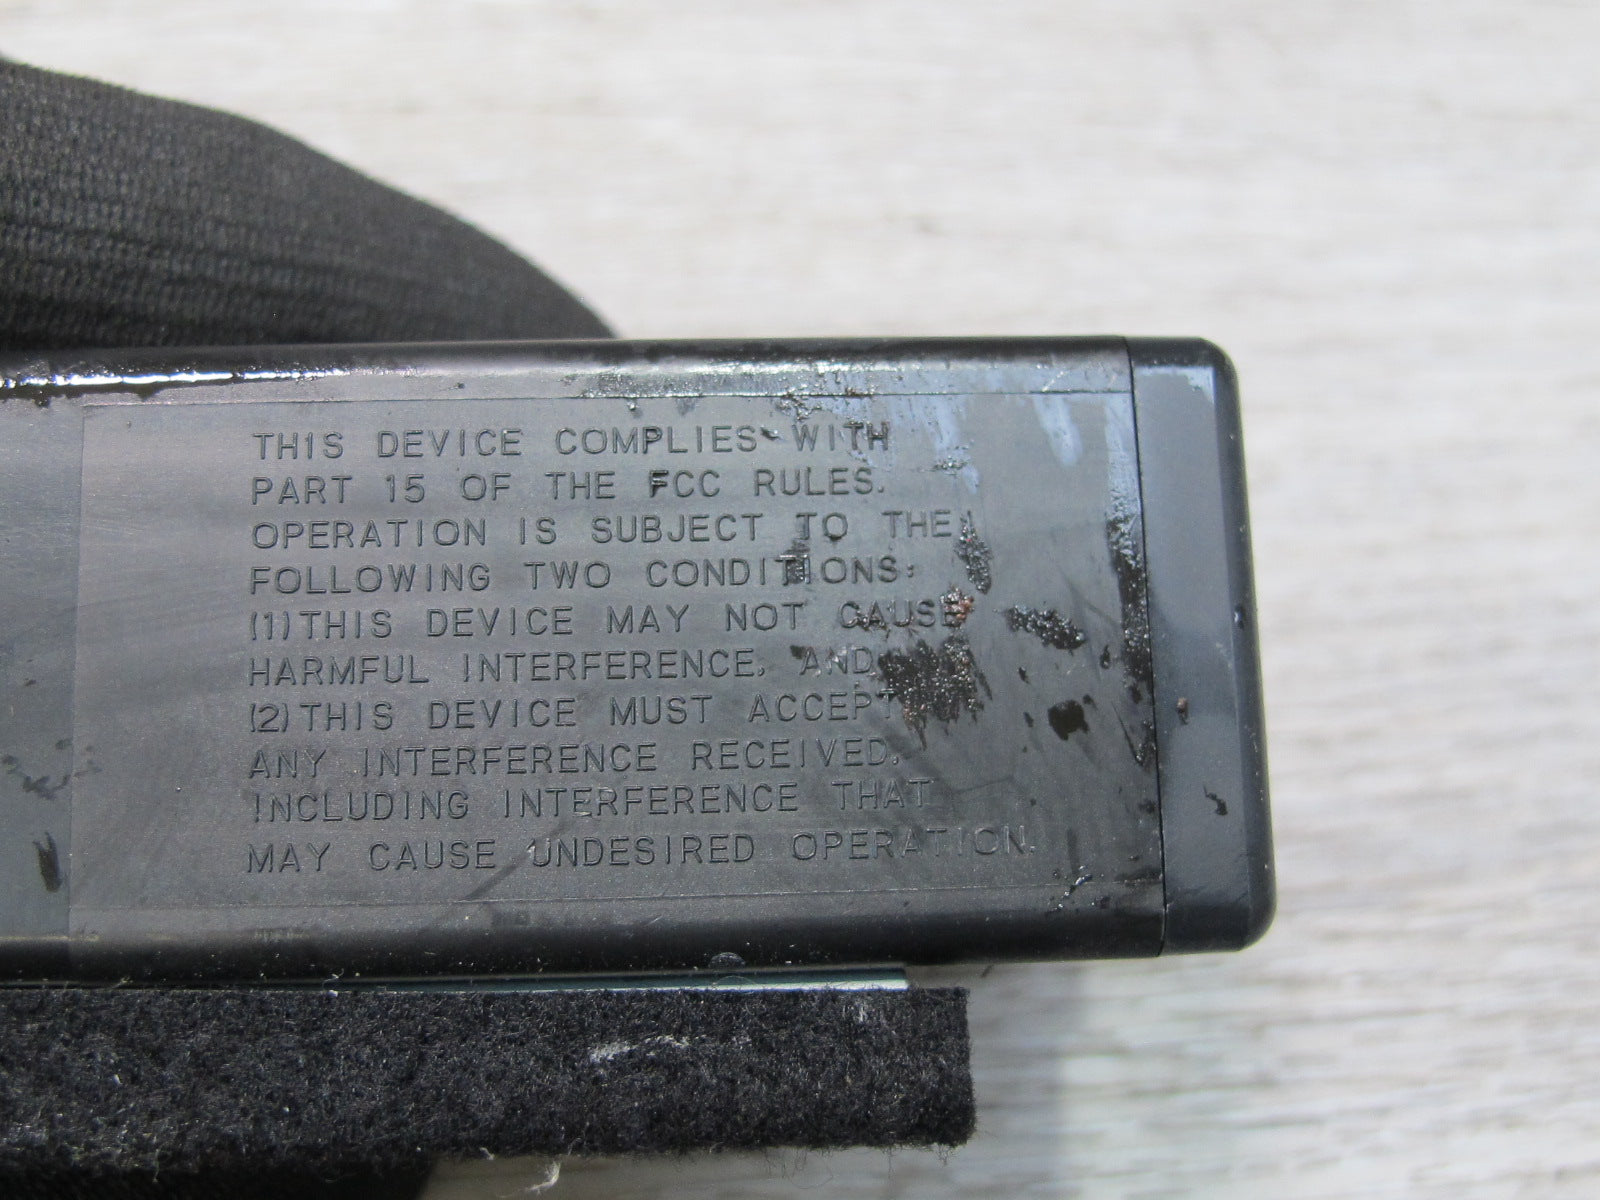 THIS DEVICE COMPLIES WITH
PART 15 OF THE FCC RULES.
OPERATION IS SUBJECT TO THE
FOLLOWING TWO CONDITIONS:
(1)THIS DEVICE MAY NOT CAUSE
HARMFUL INTERFERENCE, AND
(2)THIS DEVICE MUST ACCEPT
ANY INTERFERENCE RECEIVED,
INCLUDING INTERFERENCE THAT
MAY CAUSE UNDESIRED OPERATION.